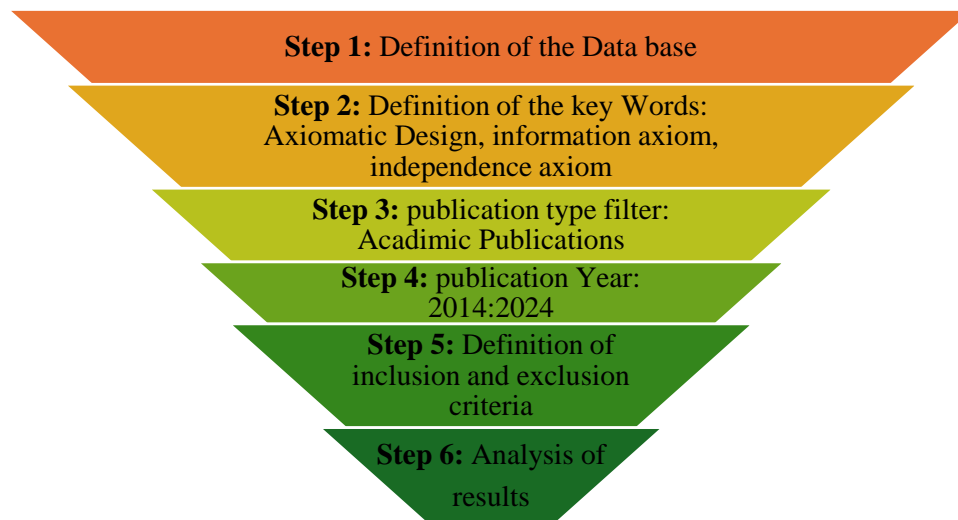 Step 1: Definition of the Data base
Step 2: Definition of the key Words:
Axiomatic Design, information axiom,
independence axiom
Step 3: publication type filter:
Acadimic Publications
Step 4: publication Year:
2014:2024
Step 5: Definition of
inclusion and exclusion
criteria
Step 6: Analysis of
results